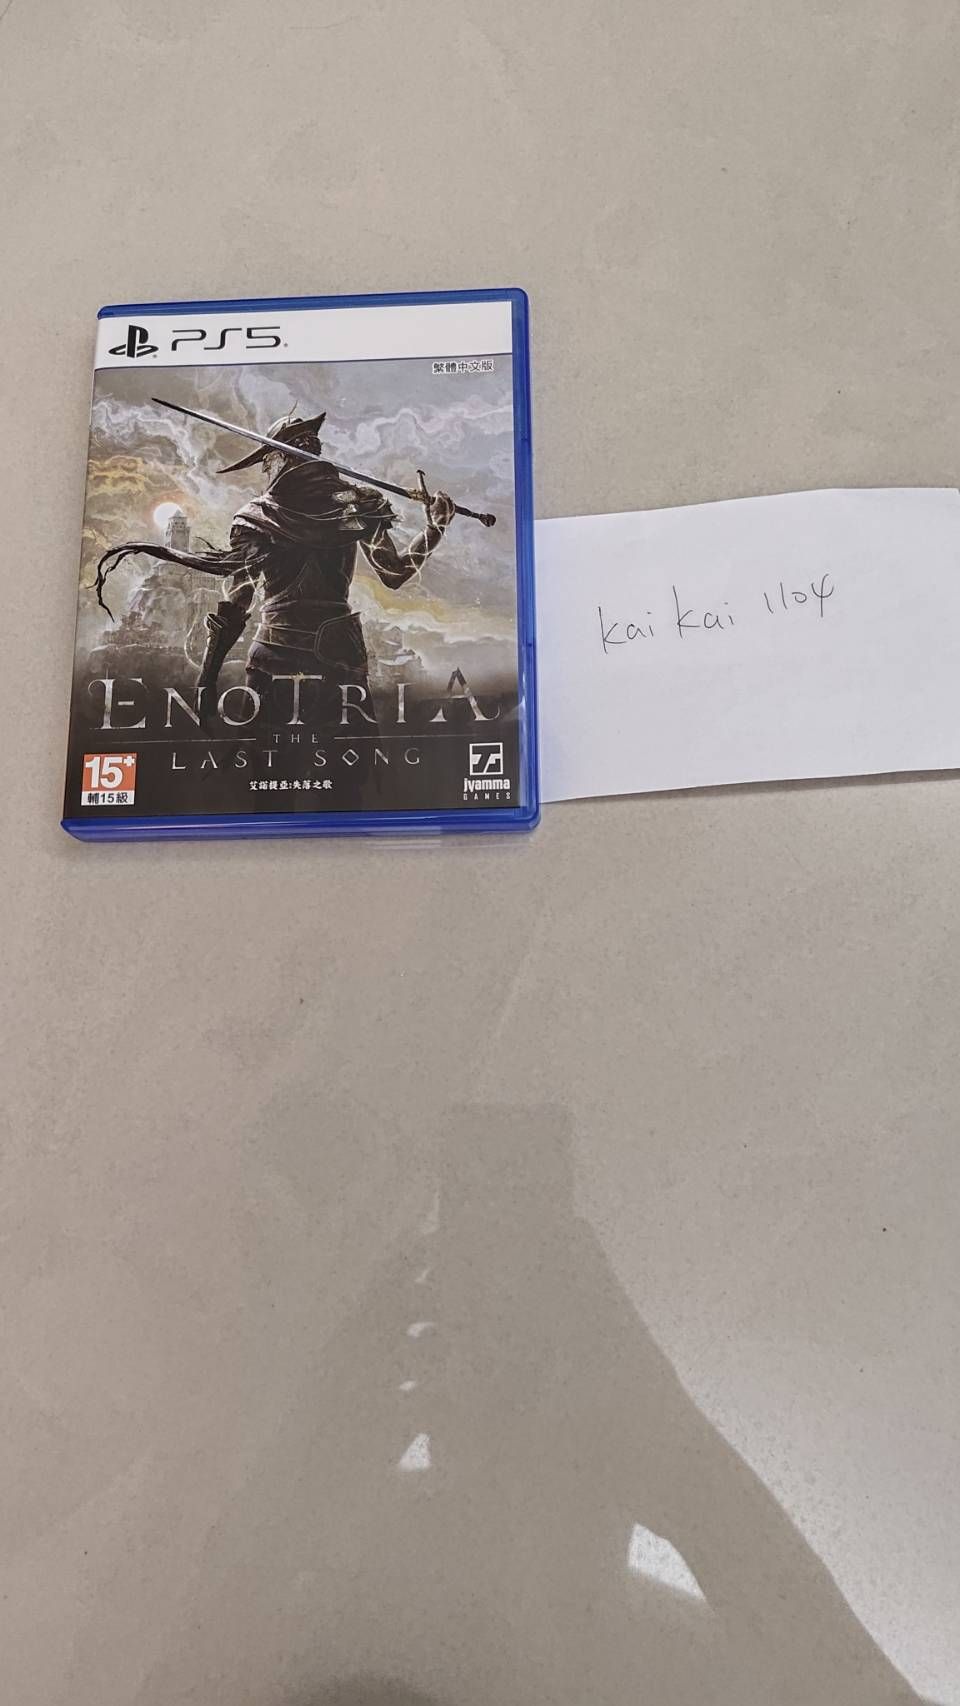 PS5
繁體中文版
ENOTRIA
THE
LAST SONG
艾諾提亞:失落之歌
15+
輔15級
jyamma
GAMES
kai kai 1104